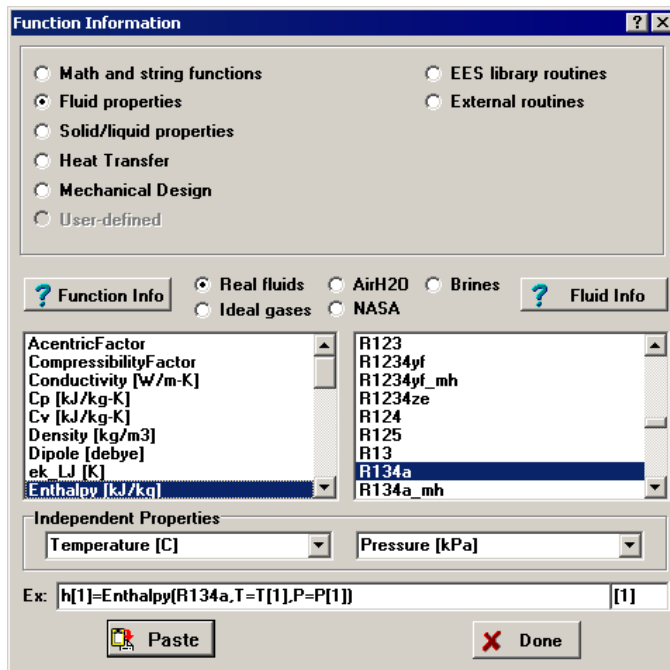 Function Information
Math and string functions
EES library routines
Fluid properties
External routines
Solid/liquid properties
Heat Transfer
Mechanical Design
User-defined
? Function Info
Real fluids
AirH2O
Brines
? Fluid Info
Ideal gases
NASA
AcentricFactor
CompressibilityFactor
Conductivity [W/m-K]
Cp [kJ/kg-K]
Cv [kJ/kg-K]
Density [kg/m3]
Dipole [debye]
ek_LJ [K]
Enthalpy [kJ/kg]
R123
R1234yf
R1234yf_mh
R1234ze
R124
R125
R13
R134a
R134a_mh
Independent Properties
Temperature [C]
Pressure [kPa]
Ex: h[1]=Enthalpy(R134a,T=T[1],P=P[1]) [1]
Paste
Done